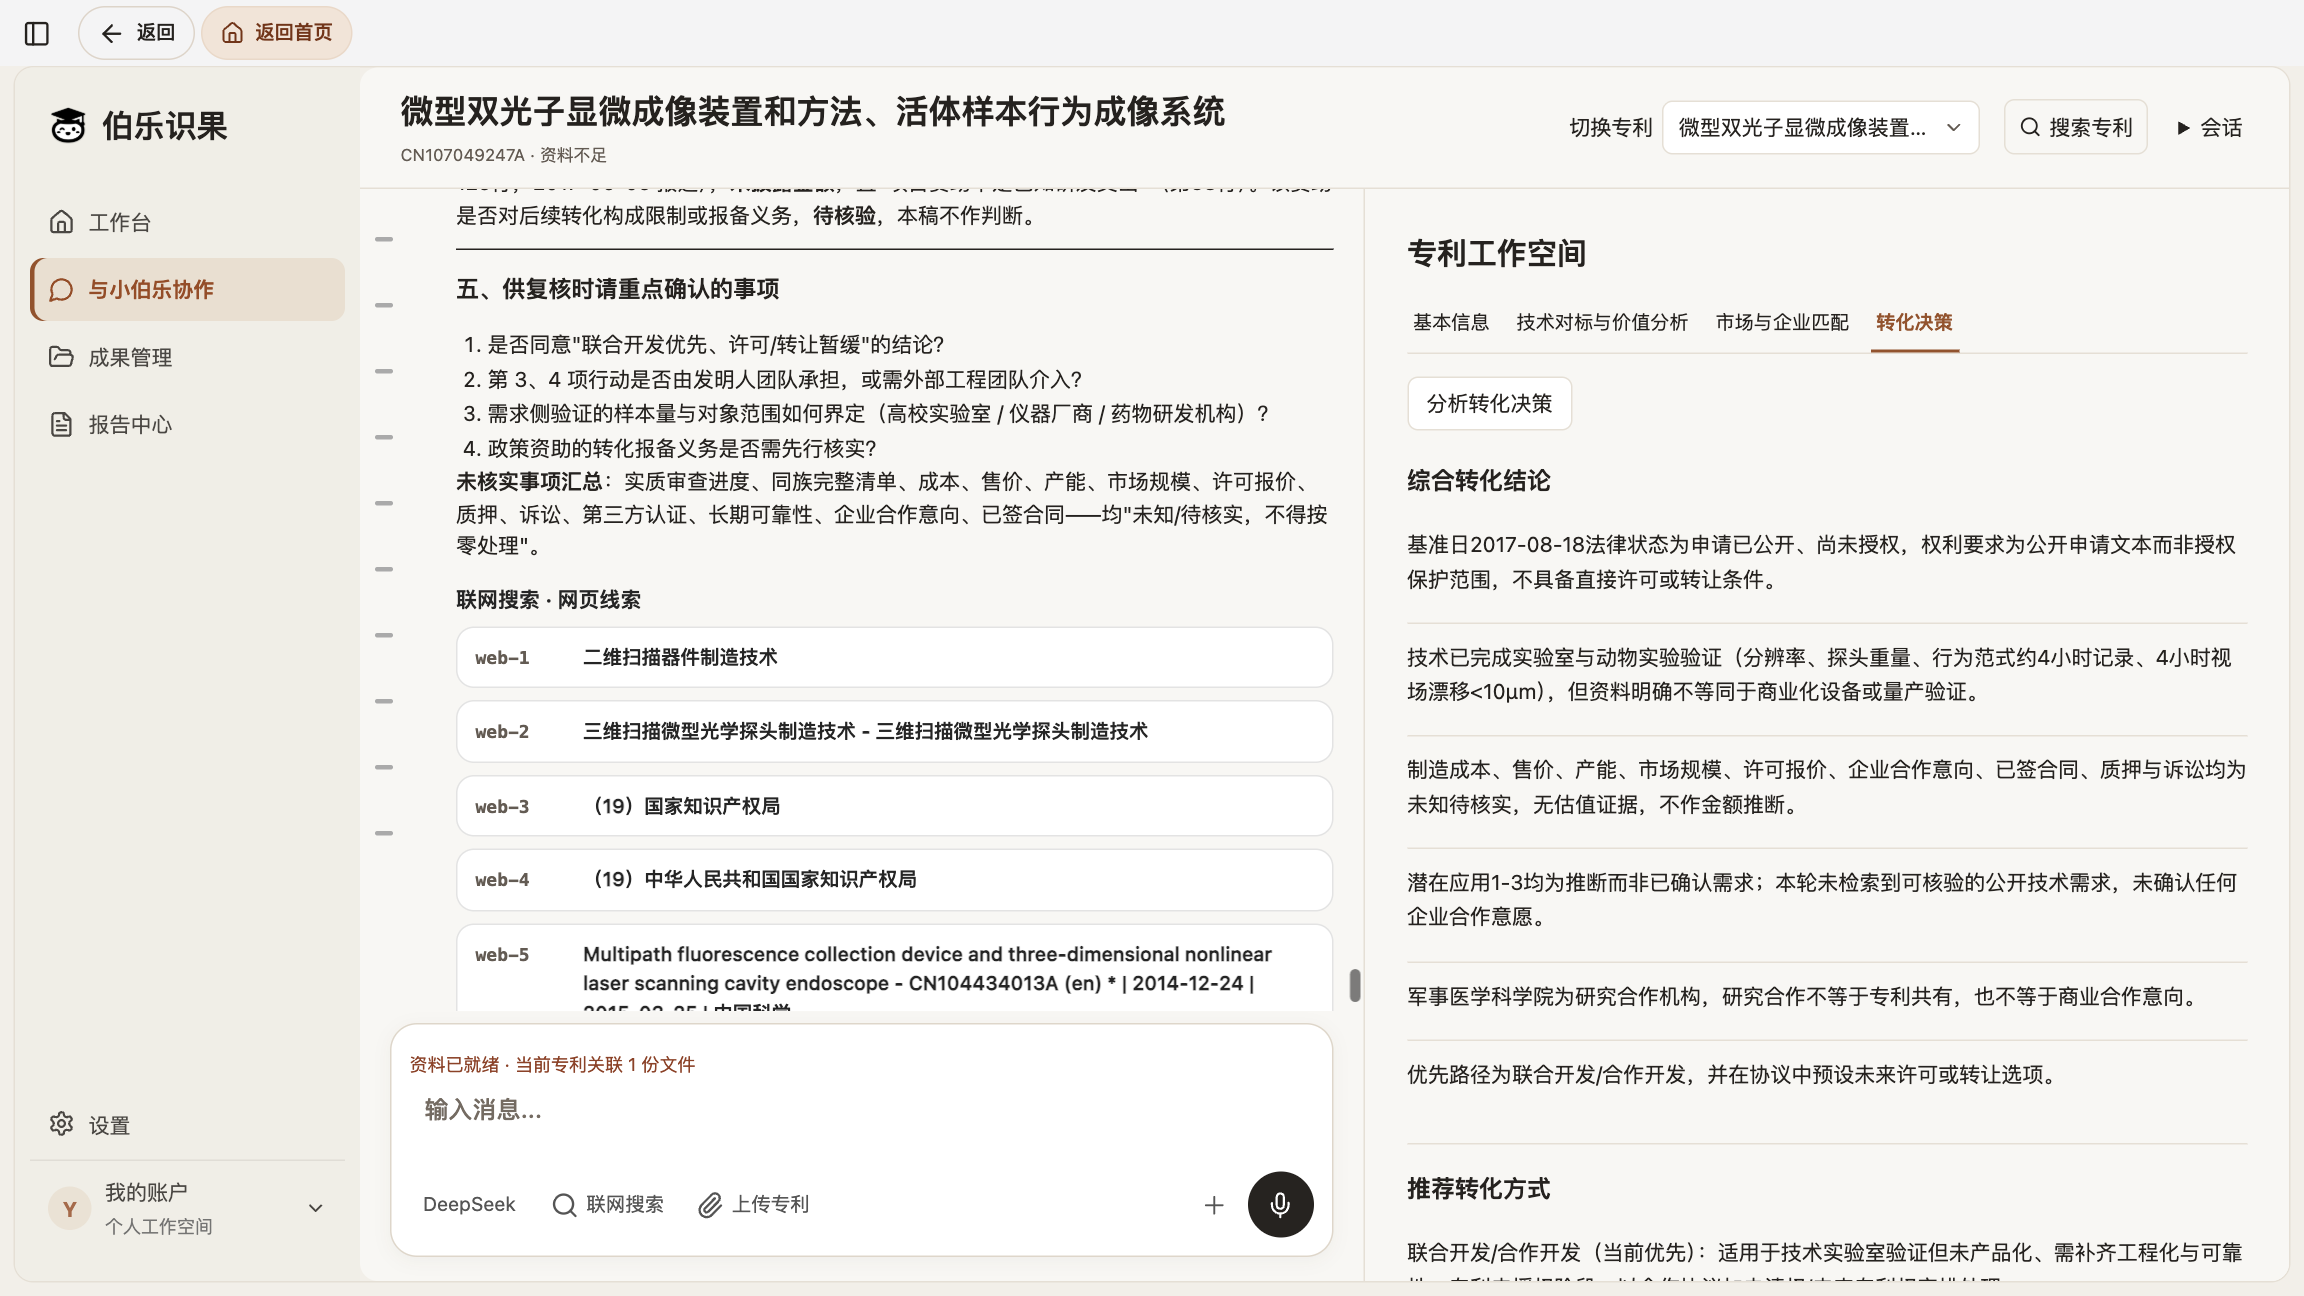 返回
返回首页
伯乐识果
工作台
与小伯乐协作
成果管理
报告中心
设置
Y
我的账户
个人工作空间
微型双光子显微成像装置和方法、活体样本行为成像系统
CN107049247A · 资料不足
切换专利
微型双光子显微成像装置...
搜索专利
会话
是否对后续转化构成限制或报备义务，待核验，本稿不作判断。
五、供复核时请重点确认的事项
1. 是否同意"联合开发优先、许可/转让暂缓"的结论？
2. 第 3、4 项行动是否由发明人团队承担，或需外部工程团队介入？
3. 需求侧验证的样本量与对象范围如何界定（高校实验室 / 仪器厂商 / 药物研发机构）？
4. 政策资助的转化报备义务是否需先行核实？
未核实事项汇总：实质审查进度、同族完整清单、成本、售价、产能、市场规模、许可报价、
质押、诉讼、第三方认证、长期可靠性、企业合作意向、已签合同——均"未知/待核实，不得按
零处理"。
联网搜索 · 网页线索
web-1 二维扫描器件制造技术
web-2 三维扫描微型光学探头制造技术 - 三维扫描微型光学探头制造技术
web-3 （19）国家知识产权局
web-4 （19）中华人民共和国国家知识产权局
web-5 Multipath fluorescence collection device and three-dimensional nonlinear
laser scanning cavity endoscope - CN104434013A (en) * | 2014-12-24 |
资料已就绪 · 当前专利关联 1 份文件
输入消息...
DeepSeek
联网搜索
上传专利
专利工作空间
基本信息
技术对标与价值分析
市场与企业匹配
转化决策
分析转化决策
综合转化结论
基准日2017-08-18法律状态为申请已公开、尚未授权，权利要求为公开申请文本而非授权
保护范围，不具备直接许可或转让条件。
技术已完成实验室与动物实验验证（分辨率、探头重量、行为范式约4小时记录、4小时视
场漂移<10μm），但资料明确不等同于商业化设备或量产验证。
制造成本、售价、产能、市场规模、许可报价、企业合作意向、已签合同、质押与诉讼均为
未知待核实，无估值证据，不作金额推断。
潜在应用1-3均为推断而非已确认需求；本轮未检索到可核验的公开技术需求，未确认任何
企业合作意愿。
军事医学科学院为研究合作机构，研究合作不等于专利共有，也不等于商业合作意向。
优先路径为联合开发/合作开发，并在协议中预设未来许可或转让选项。
推荐转化方式
联合开发/合作开发（当前优先）：适用于技术实验室验证但未产品化、需补齐工程化与可靠